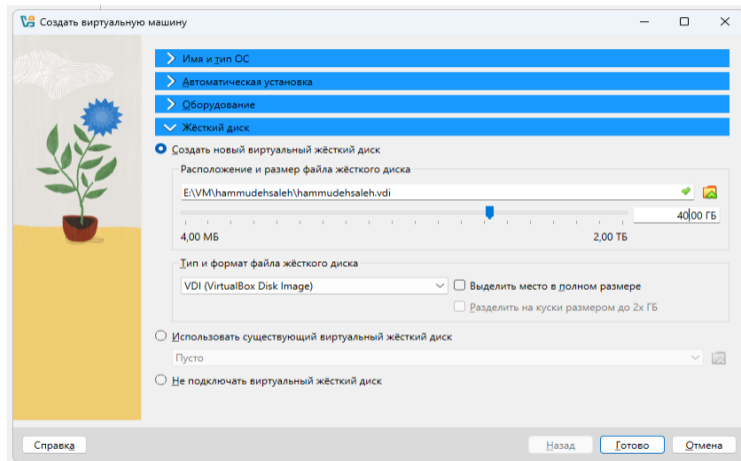 Создать виртуальную машину
Имя и тип ОС
Автоматическая установка
Оборудование
Жёсткий диск
Создать новый виртуальный жёсткий диск
Расположение и размер файла жёсткого диска
E:\VM\hammudehsaleh\hammudehsaleh.vdi
40,00 ГБ
4,00 МБ 2,00 ТБ
Тип и формат файла жёсткого диска
VDI (VirtualBox Disk Image) Выделить место в полном размере
Разделить на куски размером до 2х ГБ
Использовать существующий виртуальный жёсткий диск
Пусто
Не подключать виртуальный жёсткий диск
Справка Назад Готово Отмена